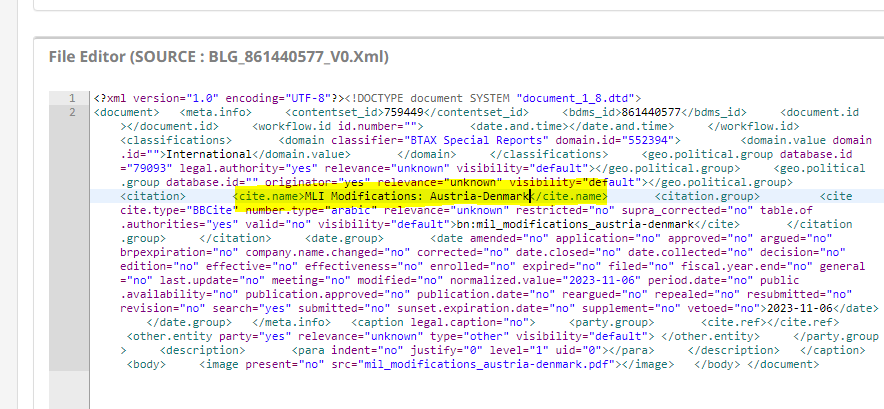 File Editor (SOURCE : BLG_861440577_V0.Xml)
1 <?xml version="1.0" encoding="UTF-8"?><!DOCTYPE document SYSTEM "document_1_8.dtd">
2 <document> <meta.info> <contentset_id>759449</contentset_id> <bdms_id>861440577</bdms_id> <document.id
></document.id> <workflow.id id.number=""> <date.and.time></date.and.time> </workflow.id>
<classifications> <domain classifier="BTAX Special Reports" domain.id="552394"> <domain.value domain
.id="">International</domain.value> </domain> </classifications> <geo.political.group database.id
="79093" legal.authority="yes" relevance="unknown" visibility="default"></geo.political.group> <geo.political
.group database.id="" originator="yes" relevance="unknown" visibility="default"></geo.political.group>
<citation> <cite.name>MLI Modifications: Austria-Denmark</cite.name> <citation.group> <cite
cite.type="BBCite" number.type="arabic" relevance="unknown" restricted="no" supra_corrected="no" table.of
.authorities="yes" valid="no" visibility="default">bn:mil_modifications_austria-denmark</cite> </citation
.group> </citation> <date.group> <date amended="no" application="no" approved="no" argued="no"
brpexpiration="no" company.name.changed="no" corrected="no" date.closed="no" date.collected="no" decision="no"
edition="no" effective="no" effectiveness="no" enrolled="no" expired="no" filed="no" fiscal.year.end="no" general
="no" last.update="no" meeting="no" modified="no" normalized.value="2023-11-06" period.date="no" public
.availability="no" publication.approved="no" publication.date="no" reargued="no" repealed="no" resubmitted="no"
revision="no" search="yes" submitted="no" sunset.expiration.date="no" supplement="no" vetoed="no">2023-11-06</date>
</date.group> </meta.info> <caption legal.caption="no"> <party.group> <cite.ref></cite.ref>
<other.entity party="yes" relevance="unknown" type="other" visibility="default"> </other.entity> </party.group
> <description> <para indent="no" justify="0" level="1" uid="0"></para> </description> </caption>
<body> <image present="no" src="mil_modifications_austria-denmark.pdf"></image> </body> </document>